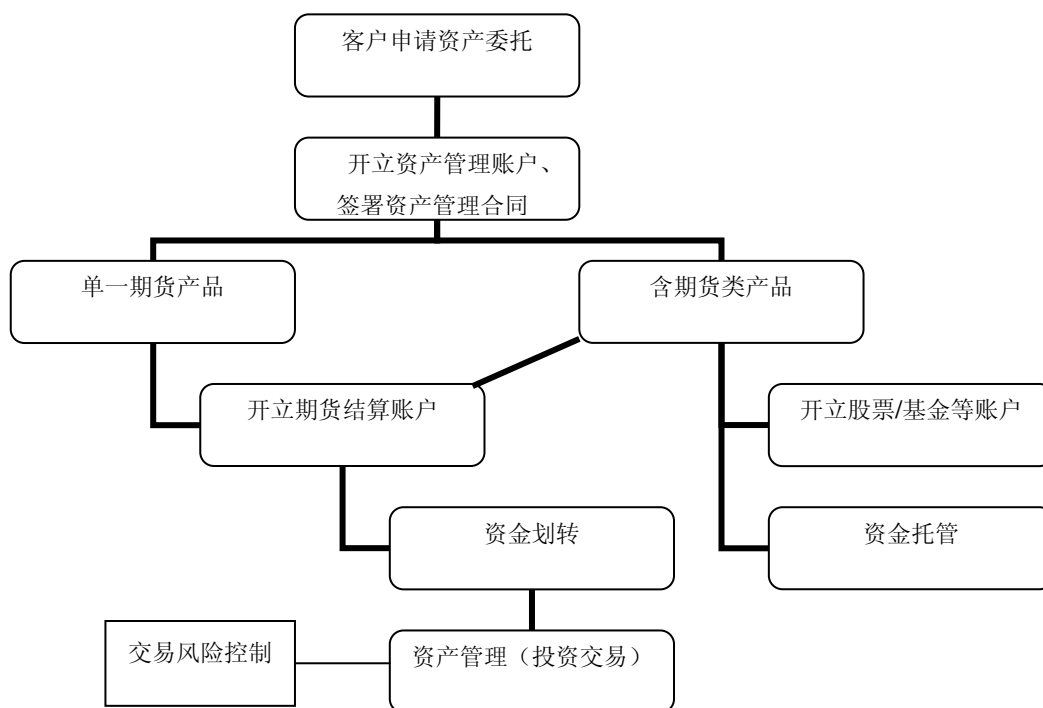 客户申请资产委托
开立资产管理账户、
签署资产管理合同
单一期货产品
含期货类产品
开立期货结算账户
开立股票/基金等账户
资金划转
资金托管
交易风险控制
资产管理（投资交易）